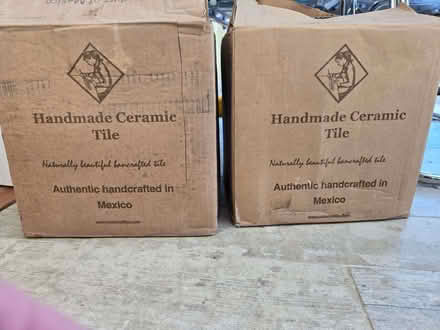 Handmade Ceramic
Tile
Naturally beautiful handcrafted tile
Authentic handcrafted in
Mexico
Handmade Ceramic
Tile
Naturally beautiful handcrafted tile
Authentic handcrafted in
Mexico